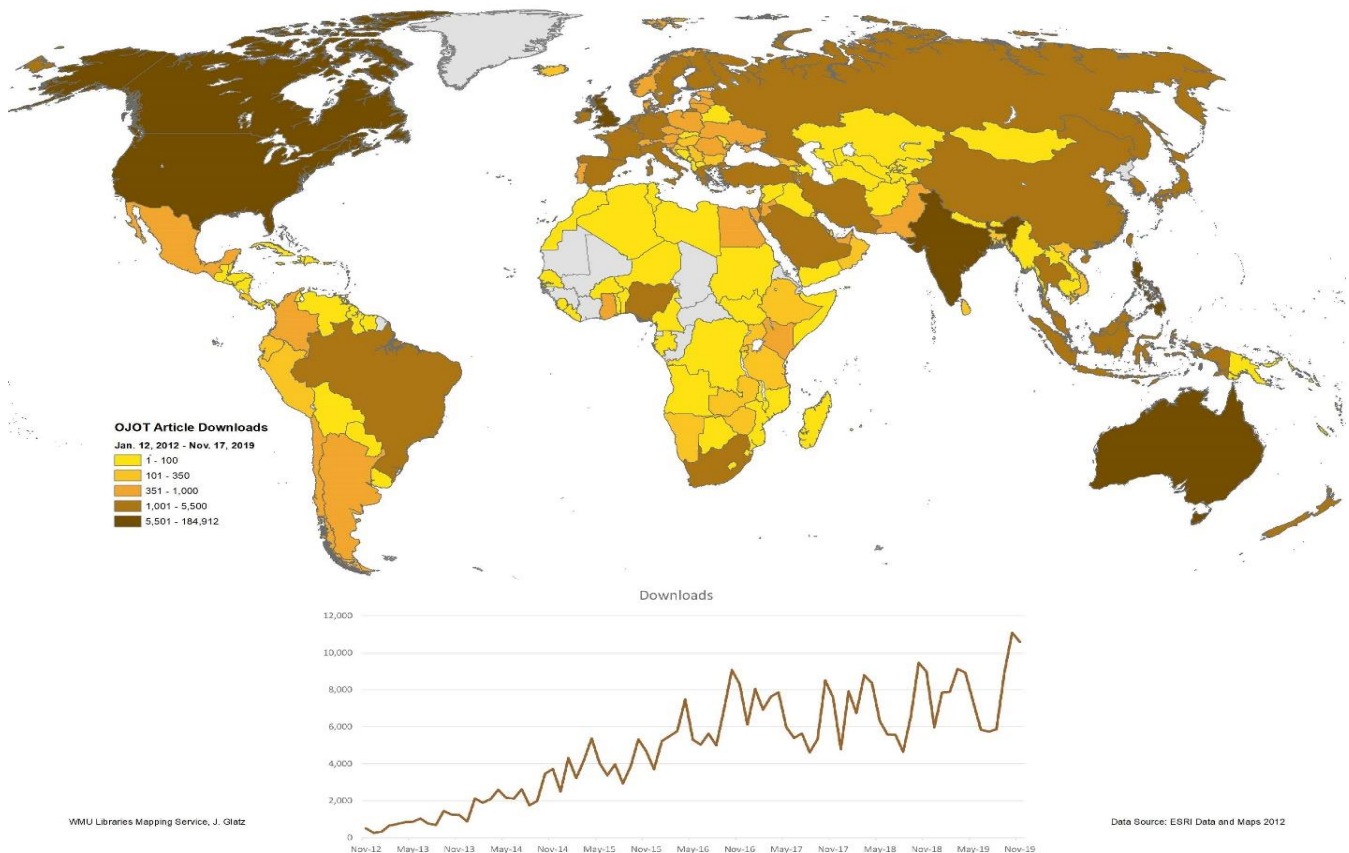 OJOT Article Downloads
Jan. 12, 2012 - Nov. 17, 2019
1 - 100
101 - 350
351 - 1,000
1,001 - 5,500
5,501 - 184,912
Downloads
12,000
10,000
8,000
6,000
4,000
2,000
0
Nov-12 May-13 Nov-13 May-14 Nov-14 May-15 Nov-15 May-16 Nov-16 May-17 Nov-17 May-18 Nov-18 May-19 Nov-19
WMU Libraries Mapping Service, J. Glatz
Data Source: ESRI Data and Maps 2012